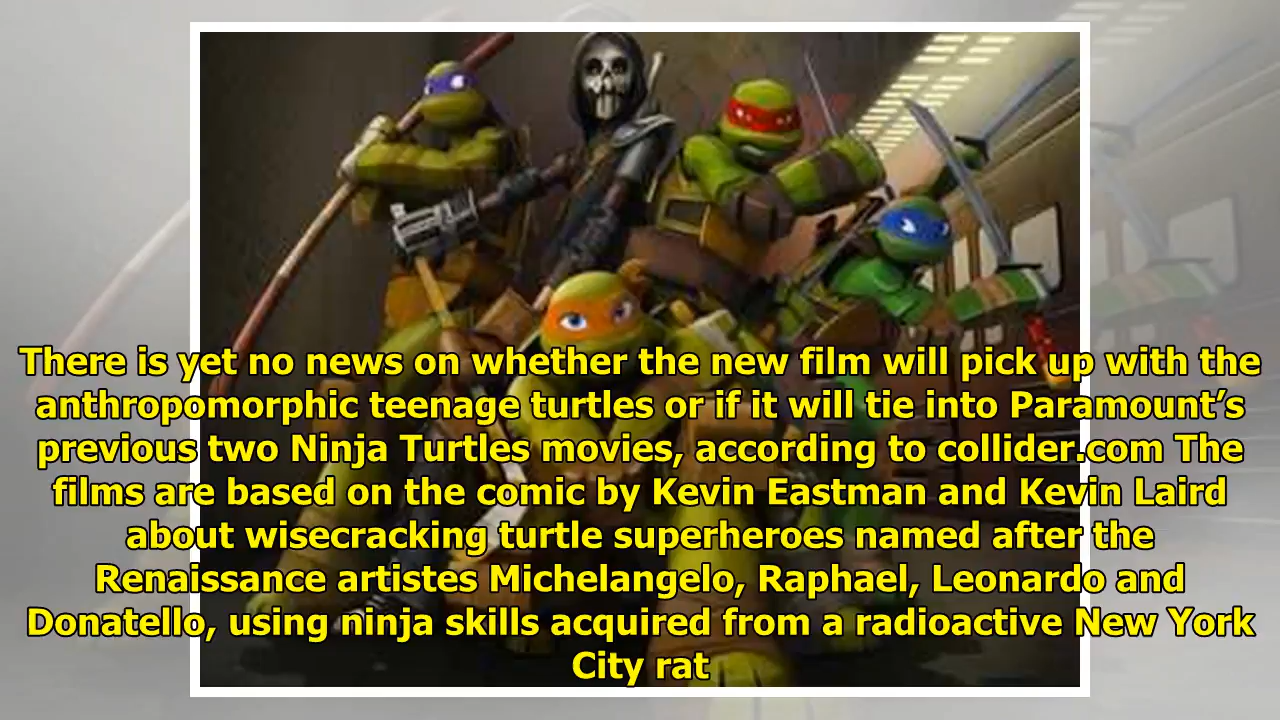 There is yet no news on whether the new film will pick up with the
anthropomorphic teenage turtles or if it will tie into Paramount’s
previous two Ninja Turtles movies, according to collider.com The
films are based on the comic by Kevin Eastman and Kevin Laird
about wisecracking turtle superheroes named after the
Renaissance artistes Michelangelo, Raphael, Leonardo and
Donatello, using ninja skills acquired from a radioactive New York
City rat